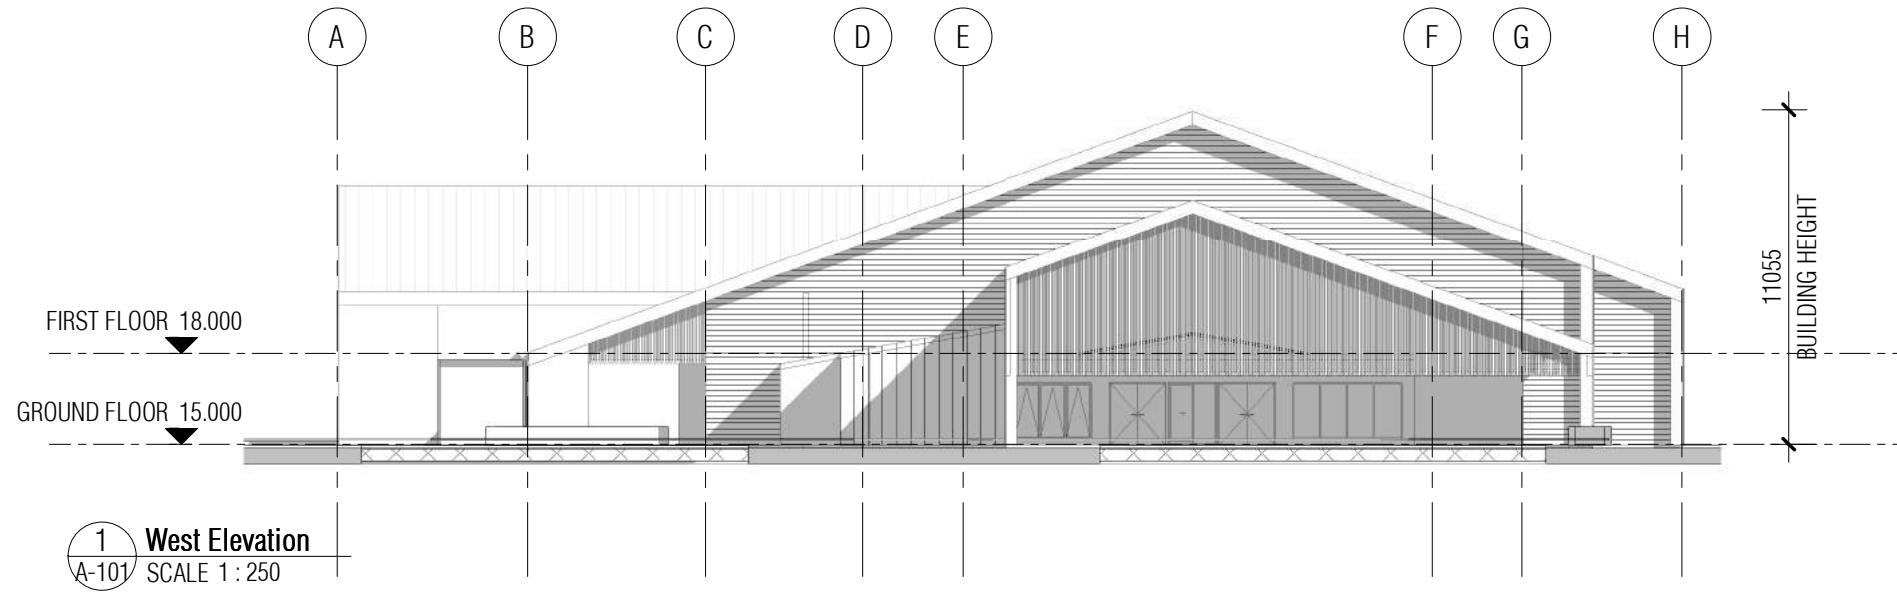 A B C D E F G H
FIRST FLOOR 18.000
GROUND FLOOR 15.000
11055
BUILDING HEIGHT
1 West Elevation
A-101 SCALE 1 : 250